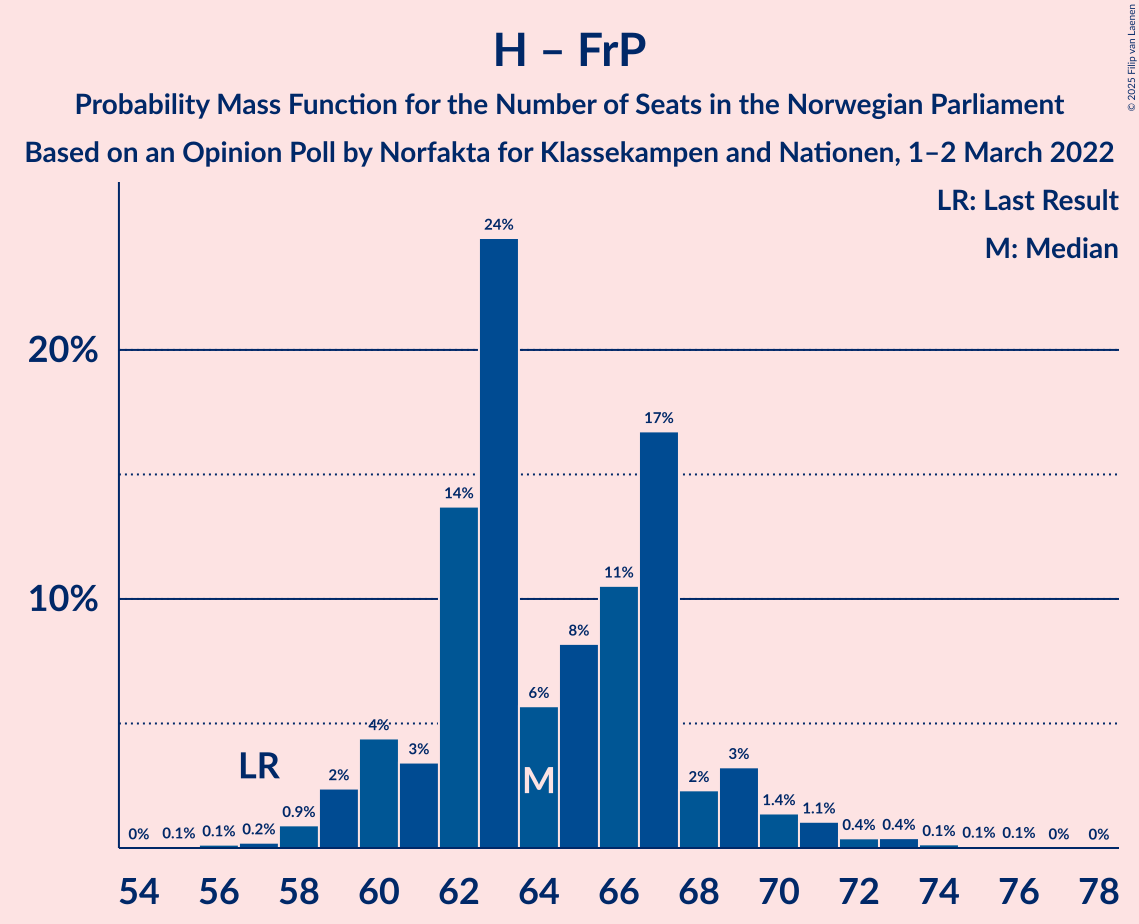 H – FrP
Probability Mass Function for the Number of Seats in the Norwegian Parliament
Based on an Opinion Poll by Norfakta for Klassekampen and Nationen, 1–2 March 2022
© 2025 Filip van Laenen
LR: Last Result
M: Median
20%
10%
0% 0.1% 0.1% 0.2% 0.9% 2% 4% 3% 14% 24% 6% 8% 11% 17% 2% 3% 1.4% 1.1% 0.4% 0.4% 0.1% 0.1% 0.1% 0% 0%
LR
M
54 56 58 60 62 64 66 68 70 72 74 76 78